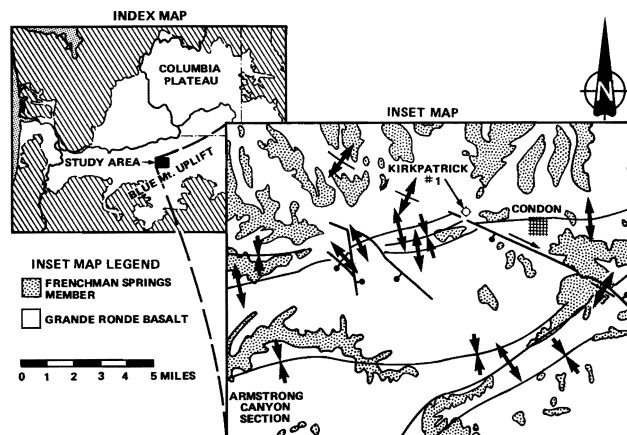 INDEX MAP
COLUMBIA
PLATEAU
STUDY AREA
BLUE Mt. UPLIFT
N
INSET MAP
KIRKPATRICK
#1
CONDON
INSET MAP LEGEND
FRENCHMAN SPRINGS
MEMBER
GRANDE RONDE BASALT
0 1 2 3 4 5 MILES
ARMSTRONG
CANYON
SECTION